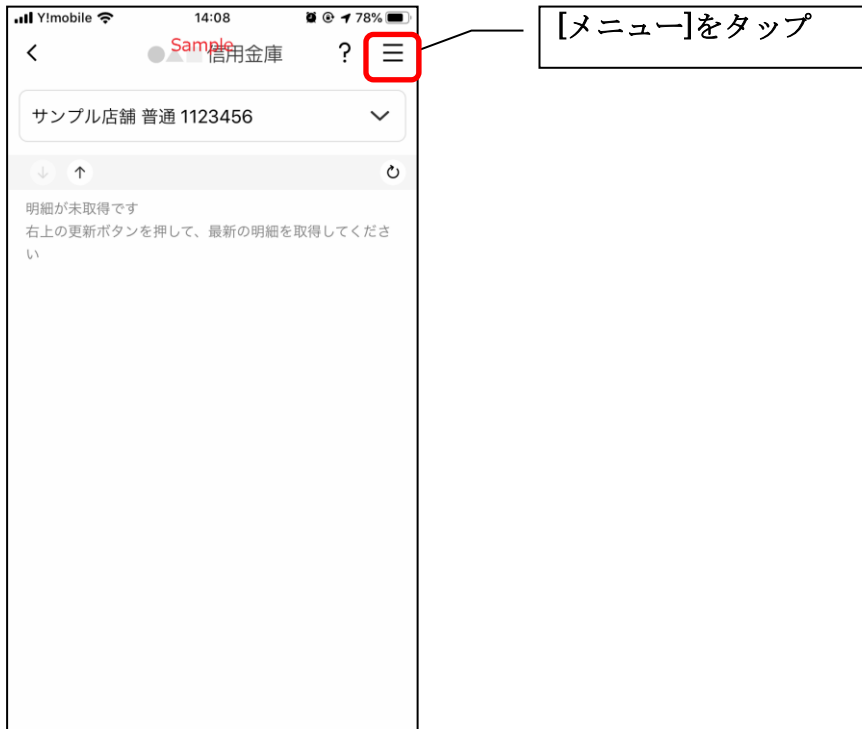 Y!mobile 14:08 78%
Sample
●▲■信用金庫 ?
[メニュー]をタップ
サンプル店舗 普通 1123456
明細が未取得です
右上の更新ボタンを押して、最新の明細を取得してくださ
い